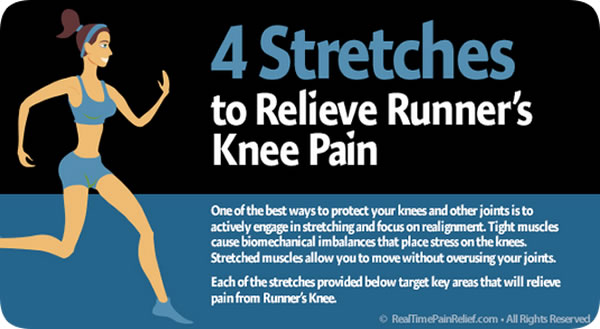 4 Stretches
to Relieve Runner's
Knee Pain
One of the best ways to protect your knees and other joints is to
actively engage in stretching and focus on realignment. Tight muscles
cause biomechanical imbalances that place stress on the knees.
Stretched muscles allow you to move without overusing your joints.
Each of the stretches provided below target key areas that will relieve
pain from Runner's Knee.
© RealTimePainRelief.com • All Rights Reserved